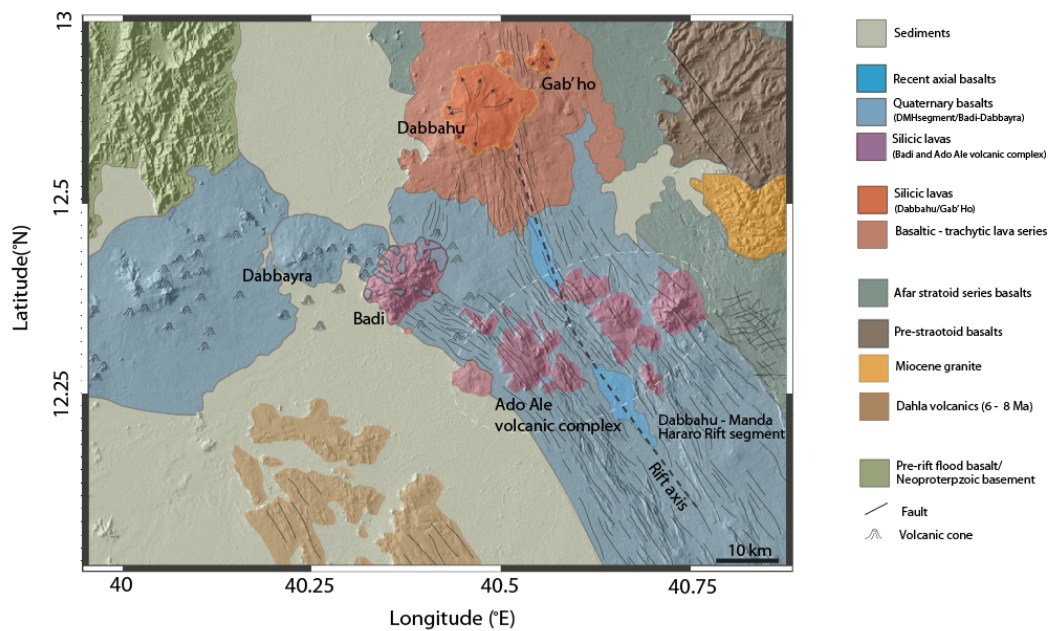 13
12.5
12.25
Latitude(°N)
40
40.25
40.5
40.75
Longitude (°E)
Gab' ho
Dabbahu
Dabbayra
Badi
Ado Ale
volcanic complex
Dabbahu - Manda
Hararo Rift segment
Rift axis
10 km
Sediments
Recent axial basalts
Quaternary basalts
(DMHsegment/Badi-Dabbayra)
Silicic lavas
(Badi and Ado Ale volcanic complex)
Silicic lavas
(Dabbahu/Gab' Ho)
Basaltic - trachytic lava series
Afar stratoid series basalts
Pre-straotoid basalts
Miocene granite
Dahla volcanics (6 - 8 Ma)
Pre-rift flood basalt/
Neoproterpzoic basement
Fault
Volcanic cone